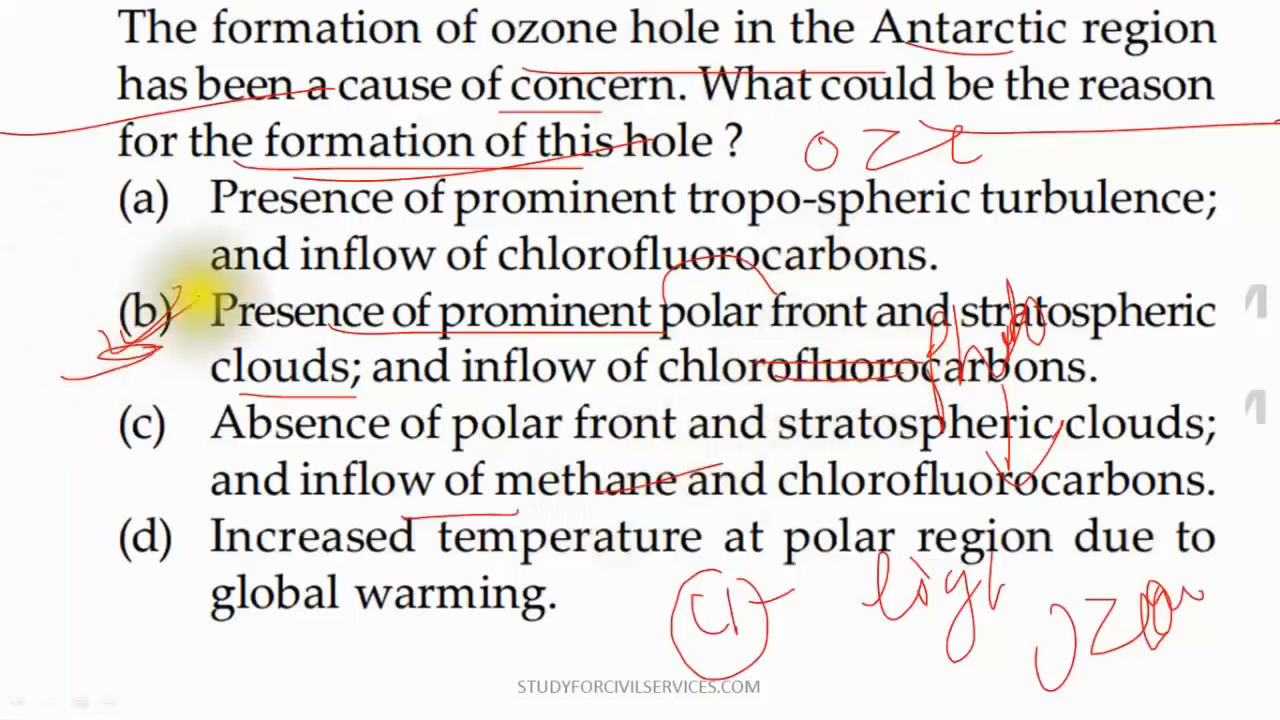 The formation of ozone hole in the Antarctic region
has been a cause of concern. What could be the reason
for the formation of this hole ?
oze
(a) Presence of prominent tropo-spheric turbulence;
and inflow of chlorofluorocarbons.
(b) Presence of prominent polar front and stratospheric
clouds; and inflow of chlorofluorocarbons.
(c) Absence of polar front and stratospheric clouds;
and inflow of methane and chlorofluorocarbons.
(d) Increased temperature at polar region due to
global warming.
Cl-
STUDYFORCIVILSERVICES.COM